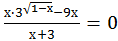 x·3^√(1−x) −9x / x+3 = 0